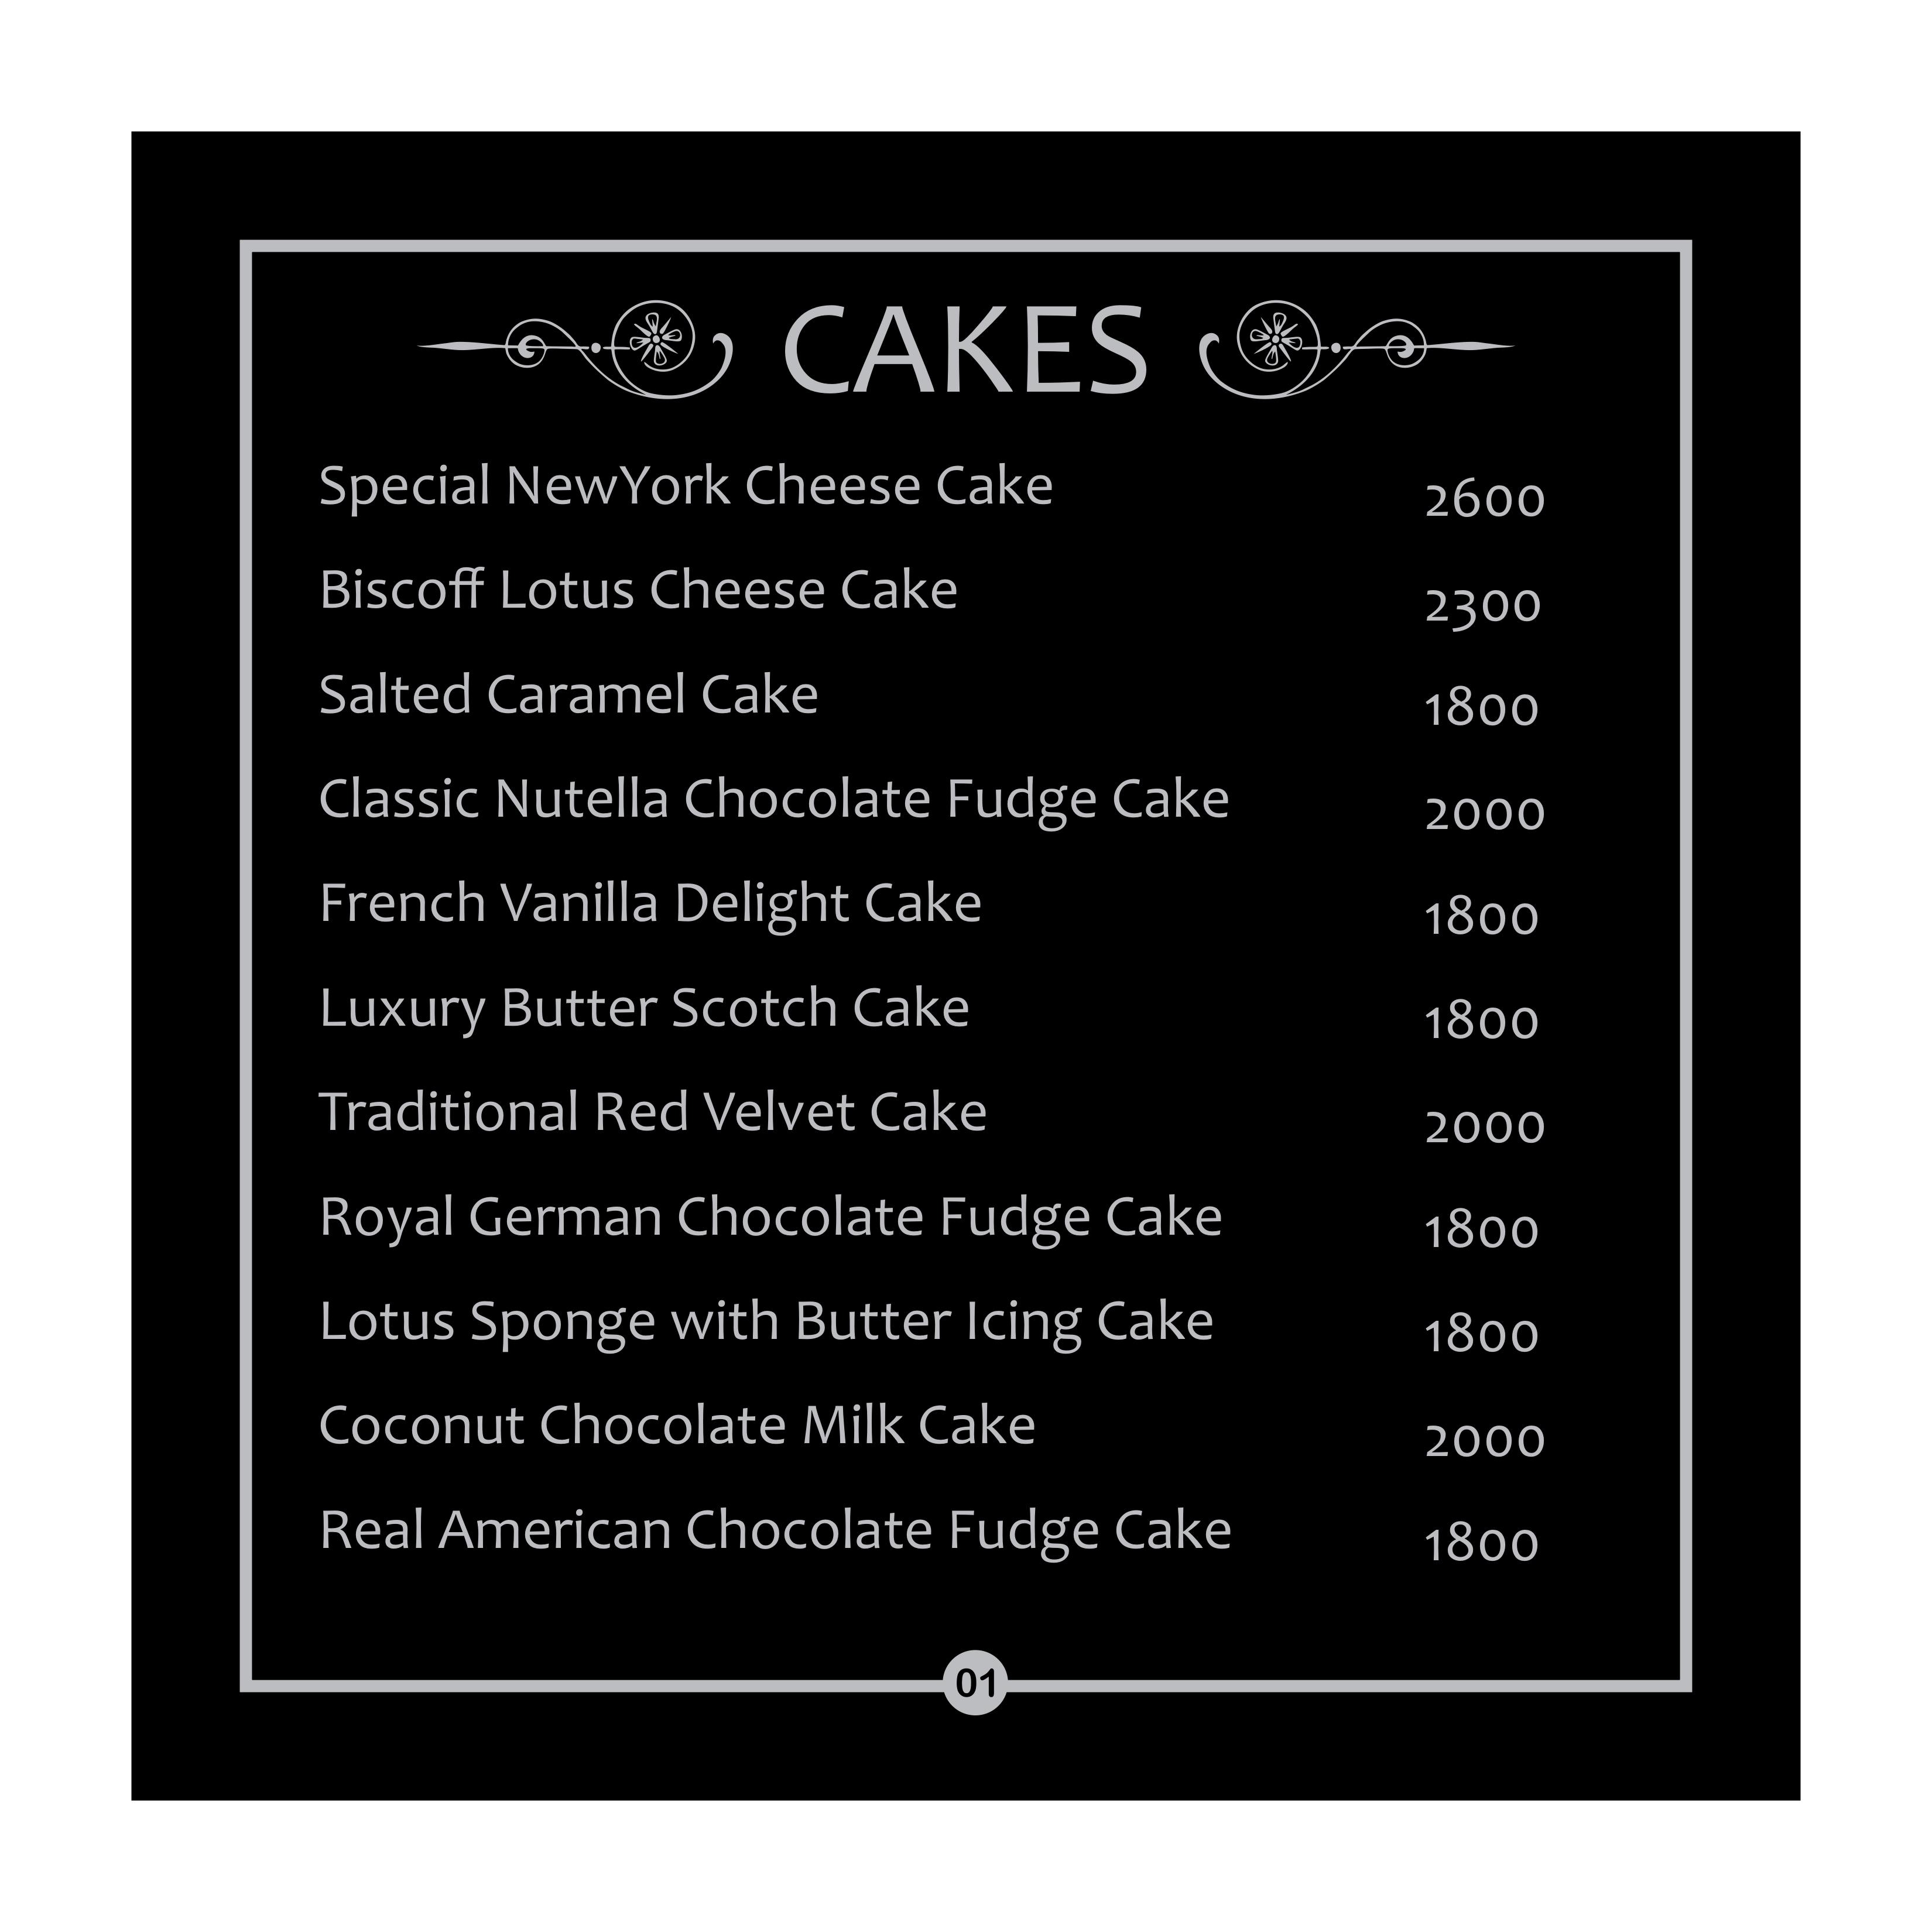 CAKES
Special NewYork Cheese Cake 2600
Biscoff Lotus Cheese Cake 2300
Salted Caramel Cake 1800
Classic Nutella Chocolate Fudge Cake 2000
French Vanilla Delight Cake 1800
Luxury Butter Scotch Cake 1800
Traditional Red Velvet Cake 2000
Royal German Chocolate Fudge Cake 1800
Lotus Sponge with Butter Icing Cake 1800
Coconut Chocolate Milk Cake 2000
Real American Chocolate Fudge Cake 1800
01